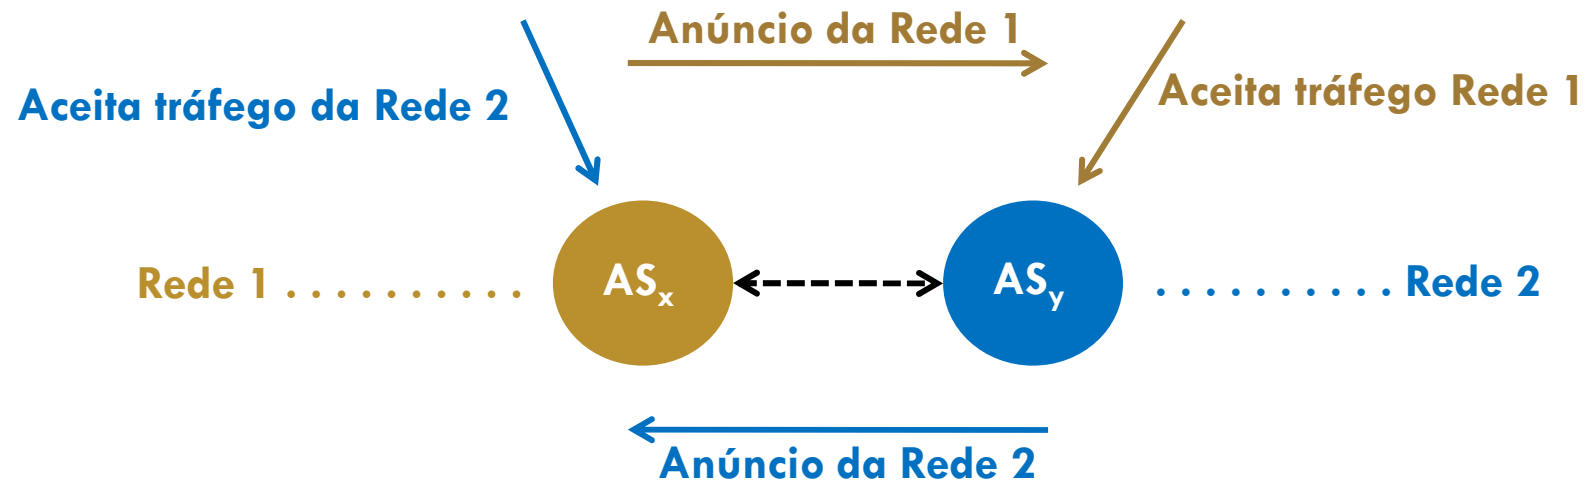 Anúncio da Rede 1
Aceita tráfego da Rede 2
Aceita tráfego Rede 1
Rede 1 . . . . . . . . . .
ASx
ASy
. . . . . . . . . . Rede 2
Anúncio da Rede 2